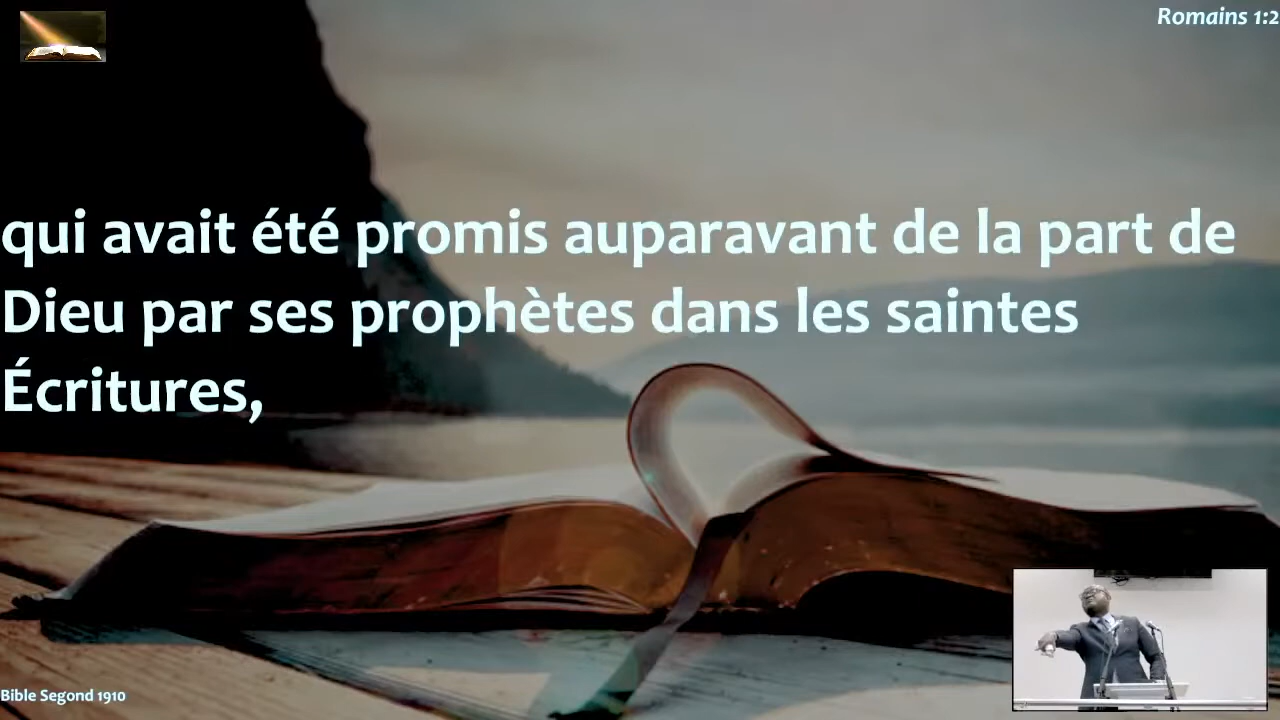 Romains 1:2
qui avait été promis auparavant de la part de
Dieu par ses prophètes dans les saintes
Écritures,
Bible Segond 1910